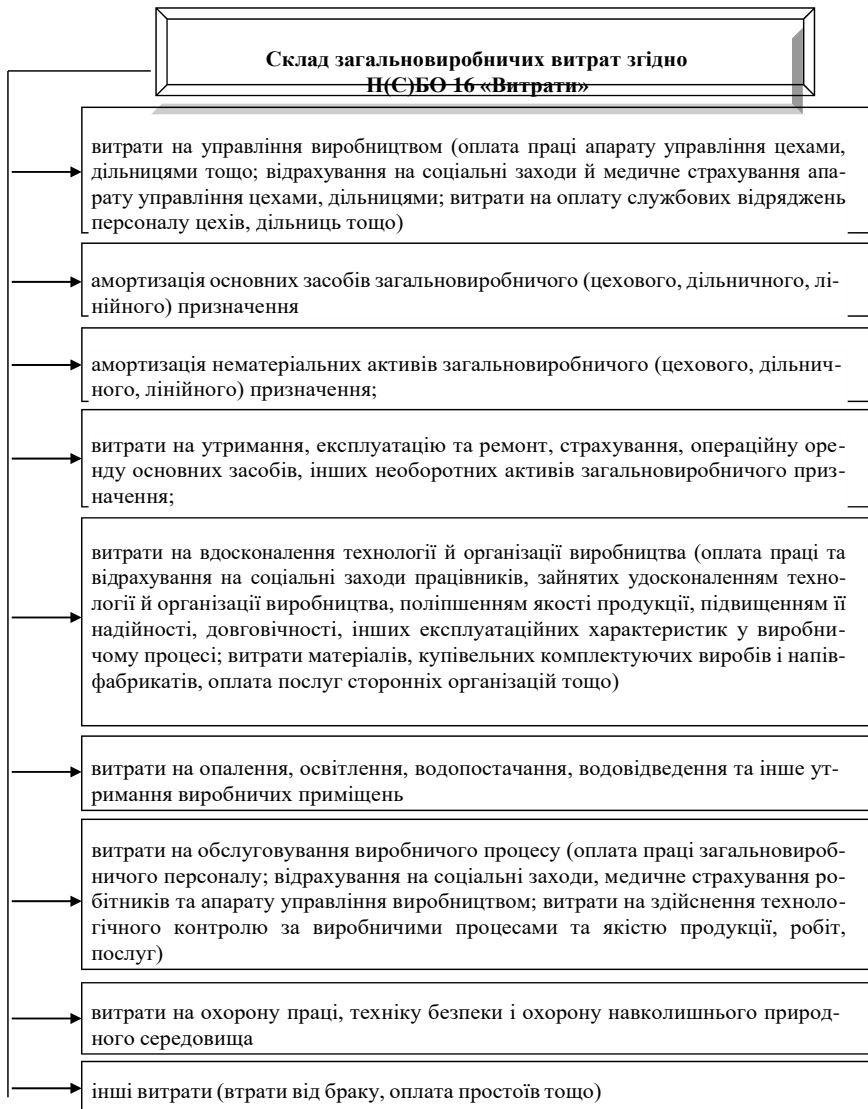 Склад загальновиробничих витрат згідно
П(С)БО 16 «Витрати»
витрати на управління виробництвом (оплата праці апарату управління цехами,
дільницями тощо; відрахування на соціальні заходи й медичне страхування апа-
рату управління цехами, дільницями; витрати на оплату службових відряджень
персоналу цехів, дільниць тощо)
амортизація основних засобів загальновиробничого (цехового, дільничного, лі-
нійного) призначення
амортизація нематеріальних активів загальновиробничого (цехового, дільнич-
ного, лінійного) призначення;
витрати на утримання, експлуатацію та ремонт, страхування, операційну оре-
нду основних засобів, інших необоротних активів загальновиробничого приз-
начення;
витрати на вдосконалення технології й організації виробництва (оплата праці та
відрахування на соціальні заходи працівників, зайнятих удосконаленням техно-
логії й організації виробництва, поліпшенням якості продукції, підвищенням її
надійності, довговічності, інших експлуатаційних характеристик у виробни-
чому процесі; витрати матеріалів, купівельних комплектуючих виробів і напів-
фабрикатів, оплата послуг сторонніх організацій тощо)
витрати на опалення, освітлення, водопостачання, водовідведення та інше ут-
римання виробничих приміщень
витрати на обслуговування виробничого процесу (оплата праці загальновироб-
ничого персоналу; відрахування на соціальні заходи, медичне страхування ро-
бітників та апарату управління виробництвом; витрати на здійснення техноло-
гічного контролю за виробничими процесами та якістю продукції, робіт,
послуг)
витрати на охорону праці, техніку безпеки і охорону навколишнього природ-
ного середовища
інші витрати (втрати від браку, оплата простоїв тощо)